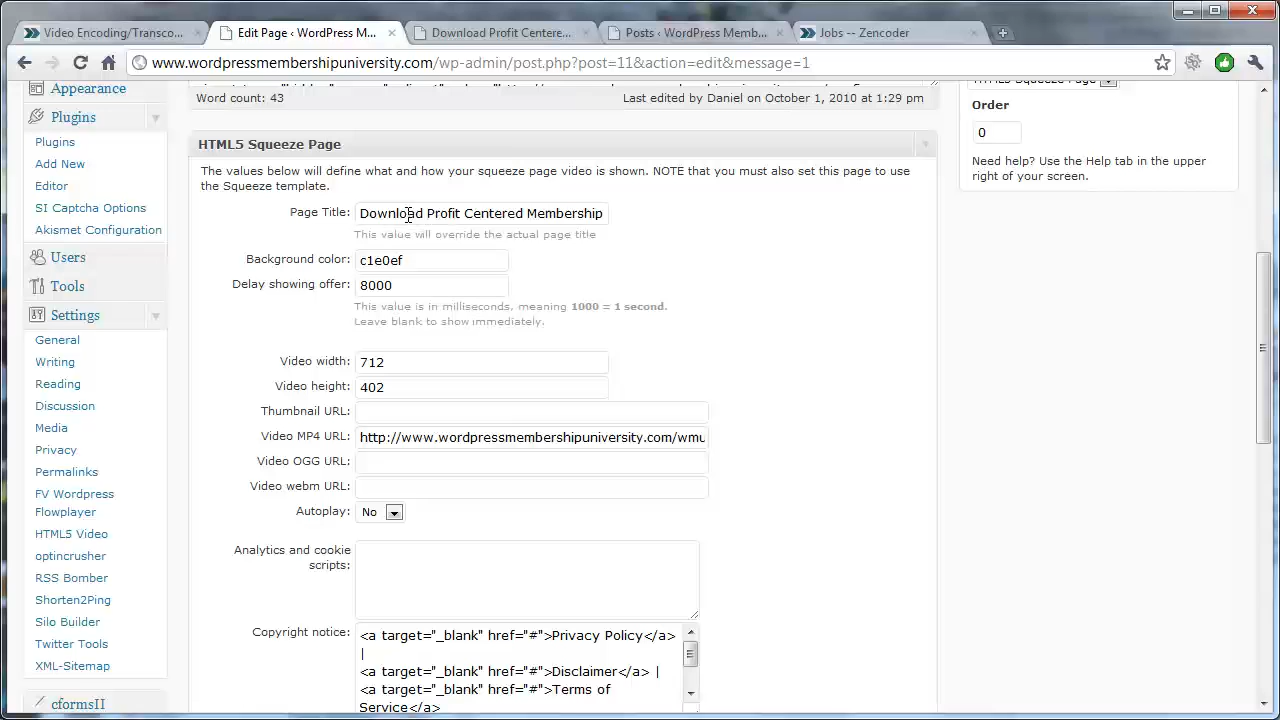 Video Encoding/Transco...
Edit Page ‹ WordPress M...
Download Profit Centere...
Posts ‹ WordPress Memb...
Jobs -- Zencoder
www.wordpressmembershipuniversity.com/wp-admin/post.php?post=11&action=edit&message=1
Appearance
Plugins
Plugins
Add New
Editor
SI Captcha Options
Akismet Configuration
Users
Tools
Settings
General
Writing
Reading
Discussion
Media
Privacy
Permalinks
FV Wordpress
Flowplayer
HTML5 Video
optincrusher
RSS Bomber
Shorten2Ping
Silo Builder
Twitter Tools
XML-Sitemap
cformsII
Word count: 43
Last edited by Daniel on October 1, 2010 at 1:29 pm
HTML5 Squeeze Page
The values below will define what and how your squeeze page video is shown. NOTE that you must also set this page to use
the Squeeze template.
Page Title: Download Profit Centered Membership
This value will override the actual page title
Background color: c1e0ef
Delay showing offer: 8000
This value is in milliseconds, meaning 1000 = 1 second.
Leave blank to show immediately.
Video width: 712
Video height: 402
Thumbnail URL:
Video MP4 URL: http://www.wordpressmembershipuniversity.com/wmu
Video OGG URL:
Video webm URL:
Autoplay: No
Analytics and cookie
scripts:
Copyright notice: <a target="_blank" href="#">Privacy Policy</a>
|
<a target="_blank" href="#">Disclaimer</a> |
<a target="_blank" href="#">Terms of
Service</a>
HTML5 Squeeze Page
Order
0
Need help? Use the Help tab in the upper
right of your screen.